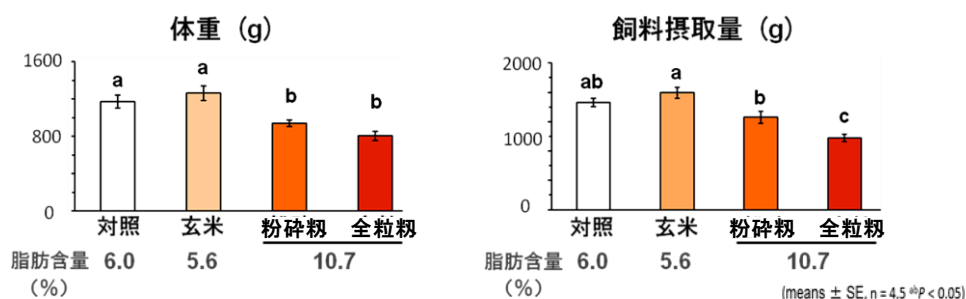 体重 (g)
1600
800
0
a
a
b
b
対照
玄米
粉砕籾
全粒籾
脂肪含量
(%)
6.0
5.6
10.7
飼料摂取量 (g)
2000
1000
0
ab
a
b
c
対照
玄米
粉砕籾
全粒籾
脂肪含量
(%)
6.0
5.6
10.7
(means ± SE, n = 4,5 ᵃᵇP < 0.05)